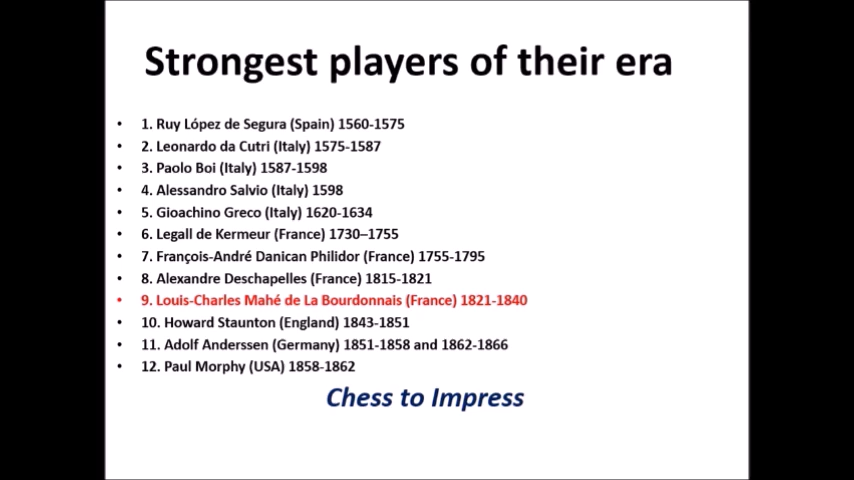 Strongest players of their era
• 1. Ruy López de Segura (Spain) 1560-1575
• 2. Leonardo da Cutri (Italy) 1575-1587
• 3. Paolo Boi (Italy) 1587-1598
• 4. Alessandro Salvio (Italy) 1598
• 5. Gioachino Greco (Italy) 1620-1634
• 6. Legall de Kermeur (France) 1730–1755
• 7. François-André Danican Philidor (France) 1755-1795
• 8. Alexandre Deschapelles (France) 1815-1821
• 9. Louis-Charles Mahé de La Bourdonnais (France) 1821-1840
• 10. Howard Staunton (England) 1843-1851
• 11. Adolf Anderssen (Germany) 1851-1858 and 1862-1866
• 12. Paul Morphy (USA) 1858-1862
Chess to Impress